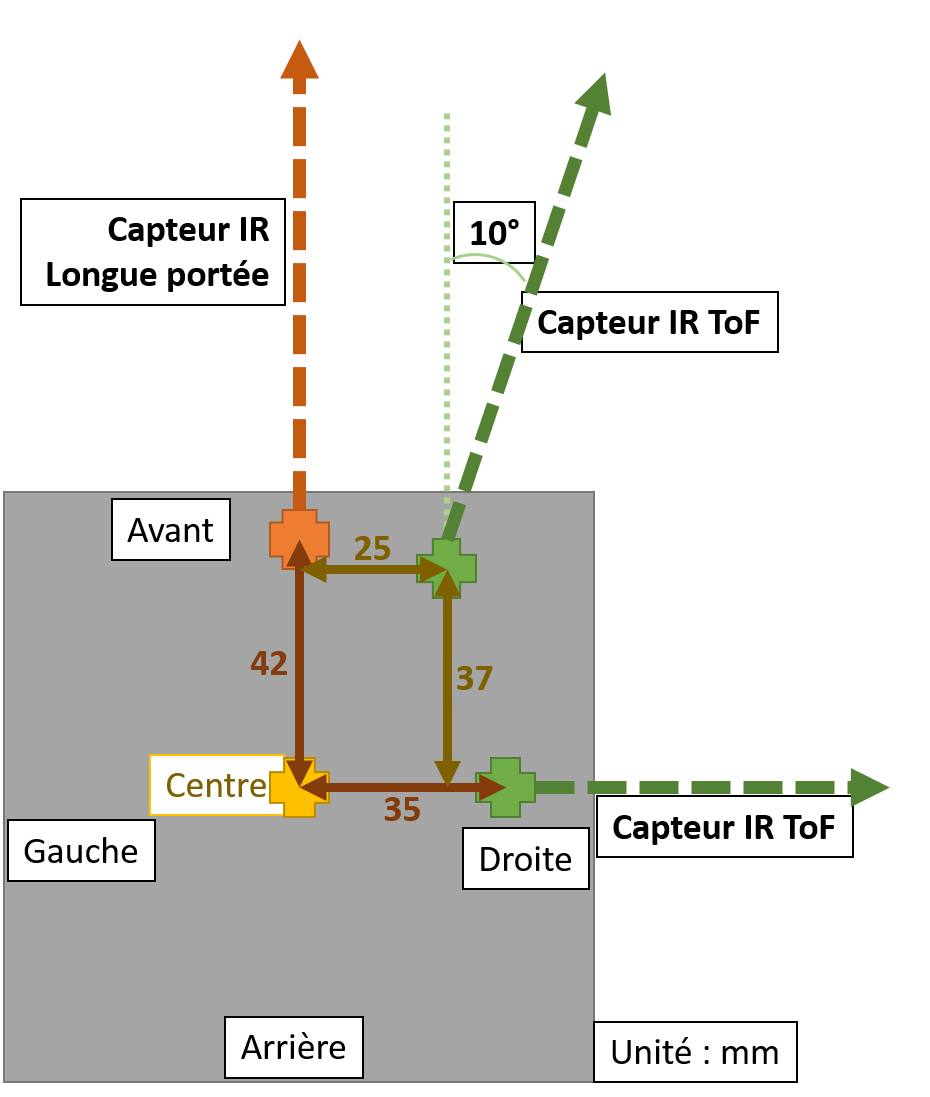 Capteur IR
Longue portée
10°
Capteur IR ToF
Avant
25
42
37
Centre
35
Capteur IR ToF
Gauche
Droite
Arrière
Unité : mm